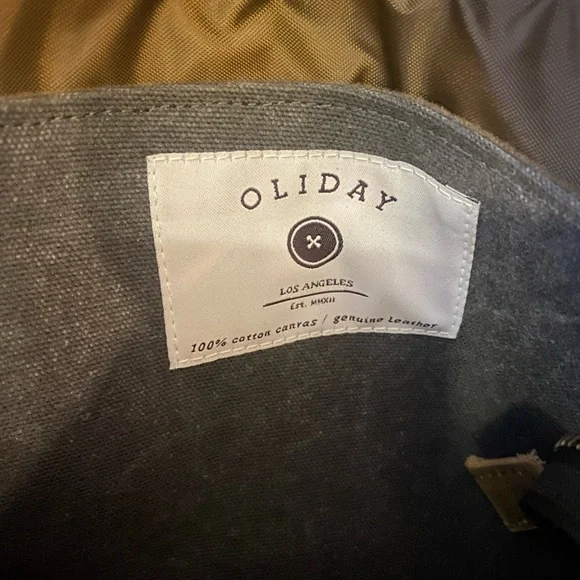 OLIDAY
LOS ANGELES
Est. MMXII
100% cotton canvas / genuine leather